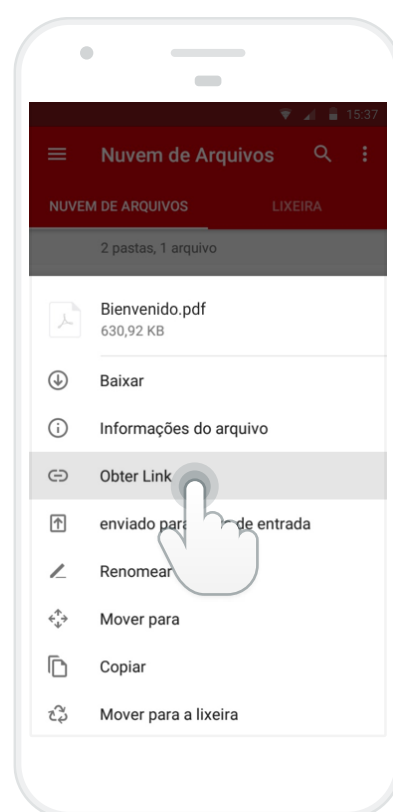 15:37
Nuvem de Arquivos
NUVEM DE ARQUIVOS LIXEIRA
2 pastas, 1 arquivo
Bienvenido.pdf
630,92 KB
Baixar
Informações do arquivo
Obter Link
enviado para de entrada
Renomear
Mover para
Copiar
Mover para a lixeira